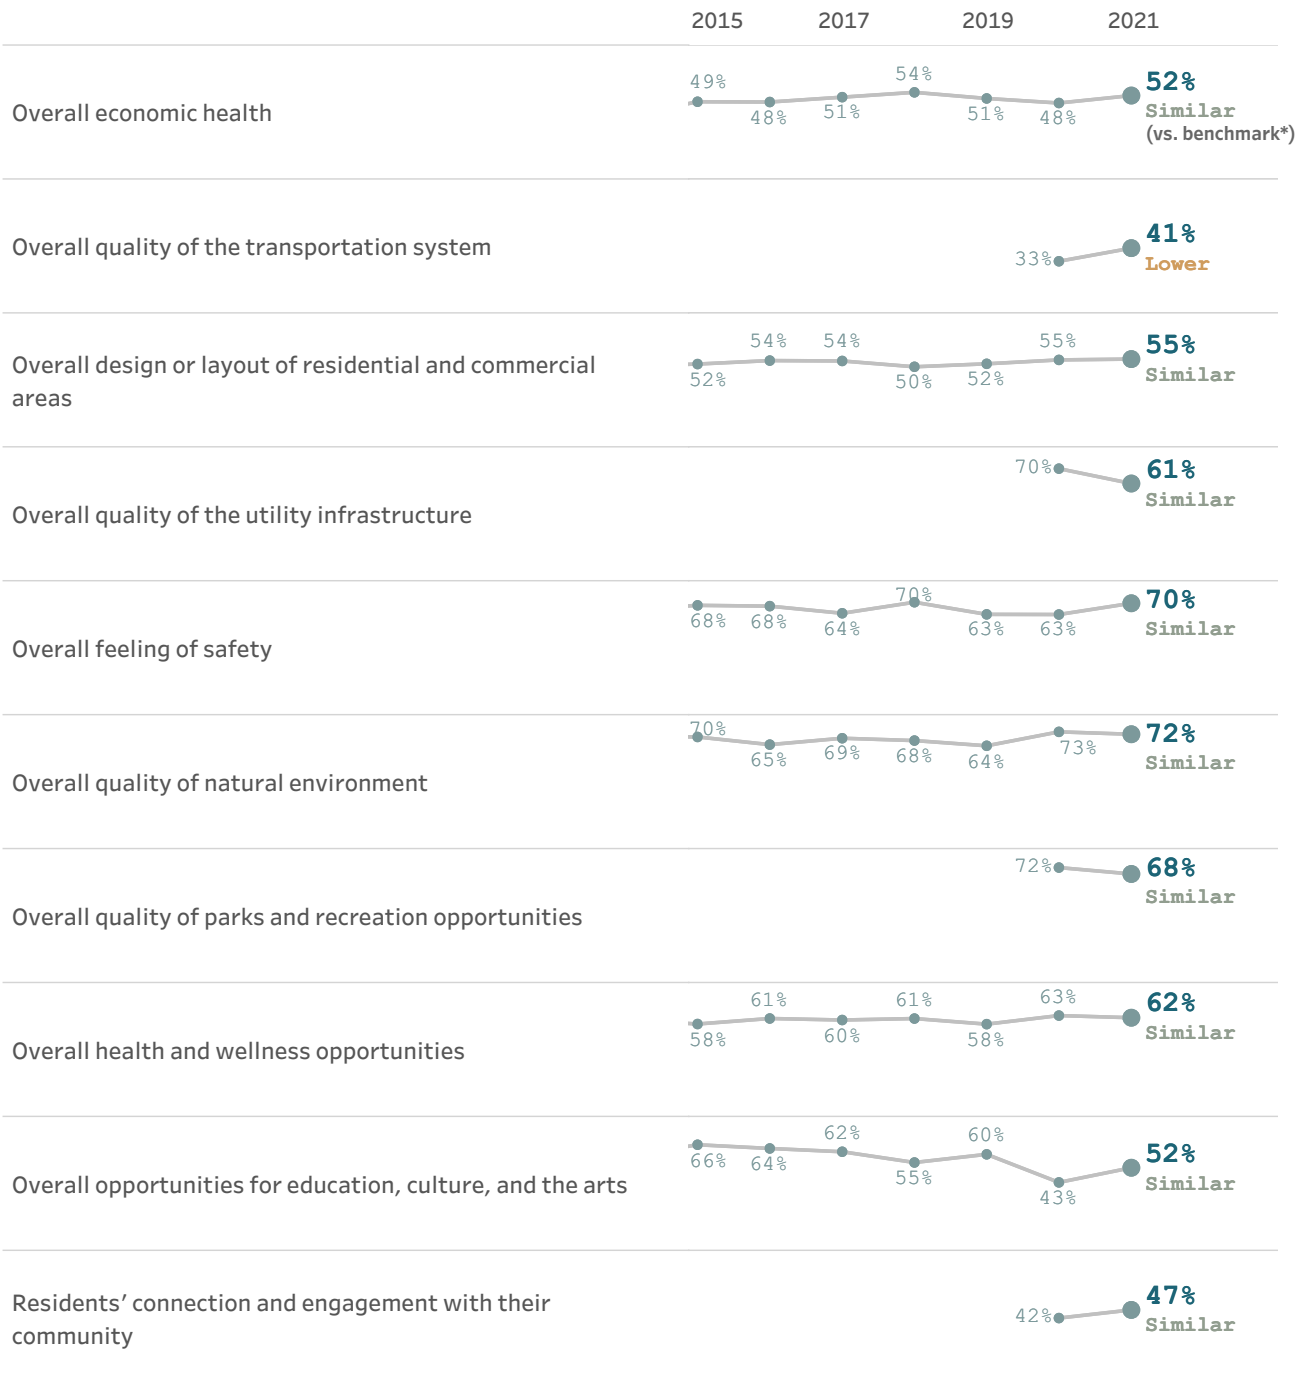 2015 2017 2019 2021
49% 54% 52%
Overall economic health
48% 51% 51% 48% Similar
(vs. benchmark*)
41%
Overall quality of the transportation system
33% Lower
54% 54% 55% 55%
Overall design or layout of residential and commercial
areas
52% 50% 52% Similar
70% 61%
Similar
Overall quality of the utility infrastructure
70% 70%
68% 68% 64% 63% 63% Similar
Overall feeling of safety
70% 72%
65% 69% 68% 64% 73% Similar
Overall quality of natural environment
72% 68%
Similar
Overall quality of parks and recreation opportunities
61% 61% 63% 62%
58% 60% 58% Similar
Overall health and wellness opportunities
62% 60% 52%
66% 64% 55% 43% Similar
Overall opportunities for education, culture, and the arts
47%
Residents’ connection and engagement with their
community
42% Similar